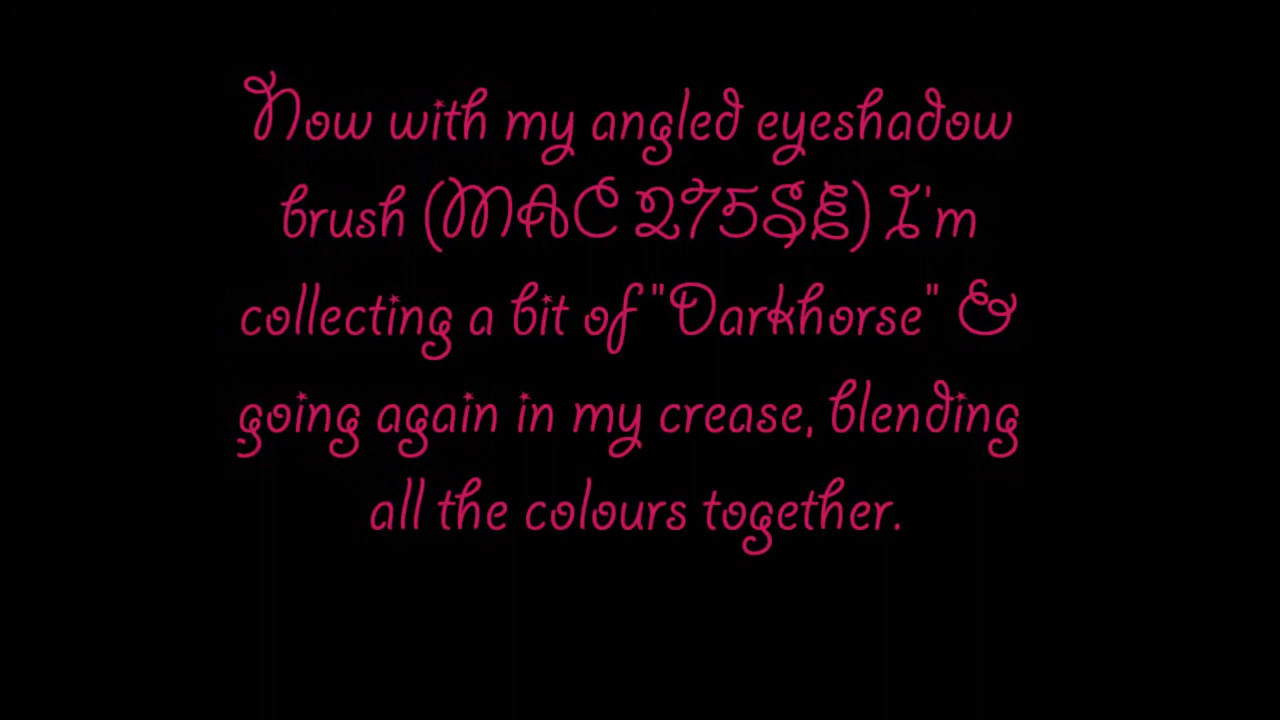 Now with my angled eyeshadow
brush (MAC 275SE) I'm
collecting a bit of "Darkhorse" &
going again in my crease, blending
all the colours together.